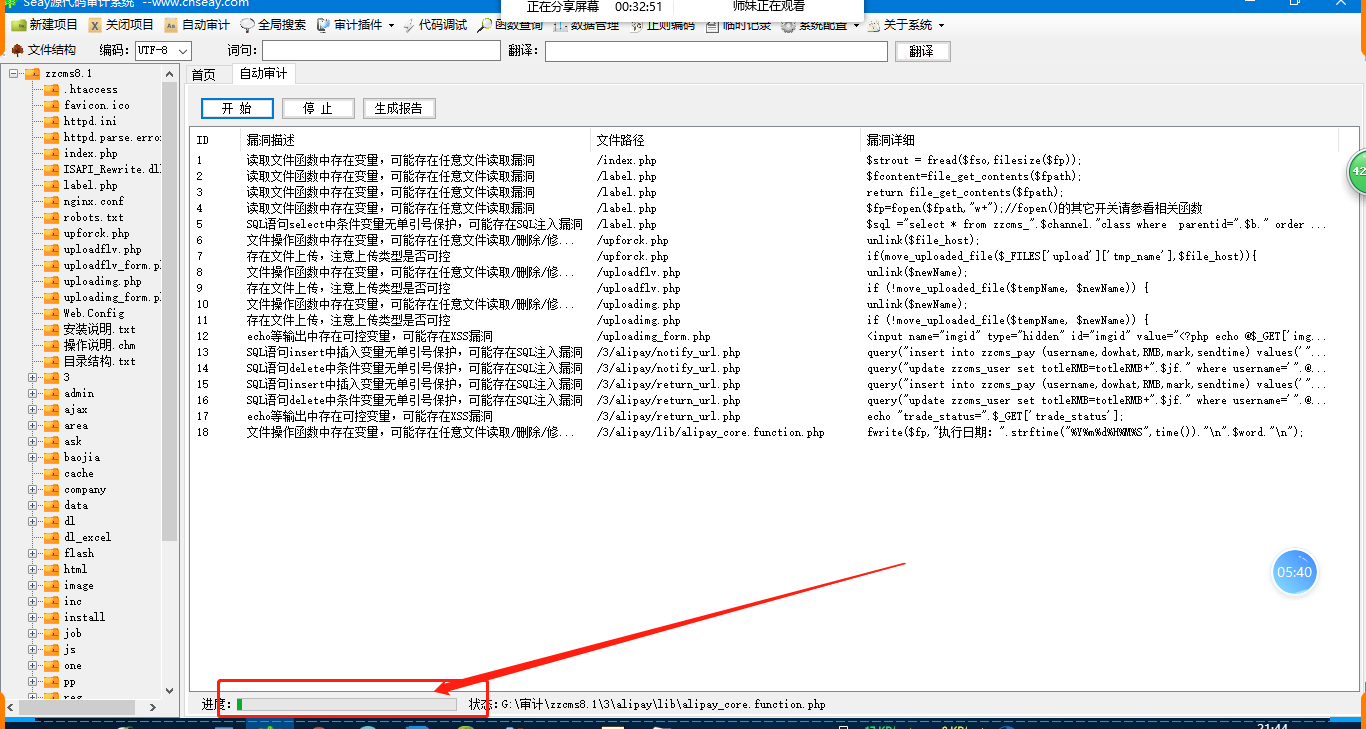 Seay源代码审计系统 --www.cnseay.com
正在分享屏幕 00:32:51 师妹正在观看
新建项目 关闭项目 自动审计 全局搜索 审计插件 代码调试 函数查询 数据管理 正则编码 临时记录 系统配置 关于系统
文件结构 编码: UTF-8 词句: 翻译: 翻译
首页 自动审计
开 始 停 止 生成报告
zzcms8.1
.htaccess
favicon.ico
httpd.ini
httpd.parse.erro
index.php
ISAPI_Rewrite.dll
label.php
nginx.conf
robots.txt
upforck.php
uploadflv.php
uploadflv_form.p
uploadimg.php
uploadimg_form.p
Web.Config
安装说明.txt
操作说明.chm
目录结构.txt
3
admin
ajax
area
ask
baojia
cache
company
data
dl
dl_excel
flash
html
image
inc
install
job
js
one
pp
reg
ID 漏洞描述 文件路径 漏洞详细
1 读取文件函数中存在变量，可能存在任意文件读取漏洞 /index.php $strout = fread($fso,filesize($fp));
2 读取文件函数中存在变量，可能存在任意文件读取漏洞 /label.php $fcontent=file_get_contents($fpath);
3 读取文件函数中存在变量，可能存在任意文件读取漏洞 /label.php return file_get_contents($fpath);
4 读取文件函数中存在变量，可能存在任意文件读取漏洞 /label.php $fp=fopen($fpath,"w+");//fopen()的其它开关请参看相关函数
5 SQL语句select中条件变量无单引号保护，可能存在SQL注入漏洞 /label.php $sql ="select * from zzcms_".$channel."class where parentid=".$b." order ...
6 文件操作函数中存在变量，可能存在任意文件读取/删除/修... /upforck.php unlink($file_host);
7 存在文件上传，注意上传类型是否可控 /upforck.php if(move_uploaded_file($_FILES['upload']['tmp_name'],$file_host)){
8 文件操作函数中存在变量，可能存在任意文件读取/删除/修... /uploadflv.php unlink($newName);
9 存在文件上传，注意上传类型是否可控 /uploadflv.php if (!move_uploaded_file($tempName, $newName)) {
10 文件操作函数中存在变量，可能存在任意文件读取/删除/修... /uploadimg.php unlink($newName);
11 存在文件上传，注意上传类型是否可控 /uploadimg.php if (!move_uploaded_file($tempName, $newName)) {
12 echo等输出中存在可控变量，可能存在XSS漏洞 /uploadimg_form.php <input name="imgid" type="hidden" id="imgid" value="<?php echo @$_GET['img...
13 SQL语句insert中插入变量无单引号保护，可能存在SQL注入漏洞 /3/alipay/notify_url.php query("insert into zzcms_pay (username,dowhat,RMB,mark,sendtime) values('"...
14 SQL语句delete中条件变量无单引号保护，可能存在SQL注入漏洞 /3/alipay/notify_url.php query("update zzcms_user set totleRMB=totleRMB+".$jf." where username='".@...
15 SQL语句insert中插入变量无单引号保护，可能存在SQL注入漏洞 /3/alipay/return_url.php query("insert into zzcms_pay (username,dowhat,RMB,mark,sendtime) values('"...
16 SQL语句delete中条件变量无单引号保护，可能存在SQL注入漏洞 /3/alipay/return_url.php query("update zzcms_user set totleRMB=totleRMB+".$jf." where username='".@...
17 echo等输出中存在可控变量，可能存在XSS漏洞 /3/alipay/return_url.php echo "trade_status=".$_GET['trade_status'];
18 文件操作函数中存在变量，可能存在任意文件读取/删除/修... /3/alipay/lib/alipay_core.function.php fwrite($fp,"执行日期：".strftime("%Y%m%d%H%M%S",time())."\n".$word."\n");
42
05:40
进度: 状态:G:\审计\zzcms8.1\3\alipay\lib\alipay_core.function.php
21:44